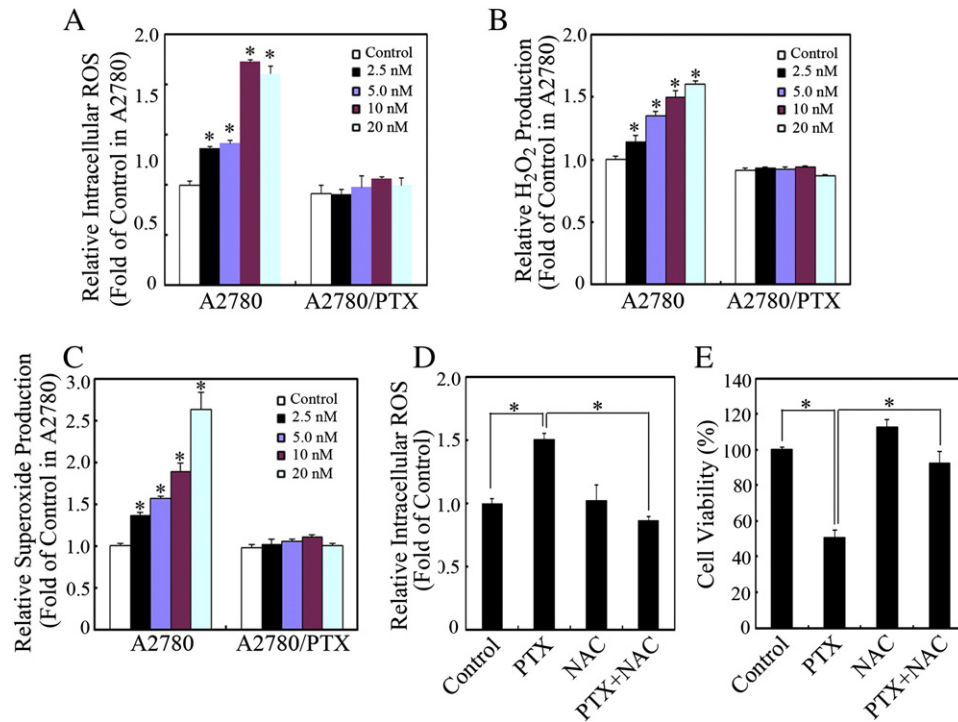 A
Relative Intracellular ROS
(Fold of Control in A2780)
2.0
1.5
1.0
0.5
0
Control
2.5 nM
5.0 nM
10 nM
20 nM
* * * *
A2780 A2780/PTX
B
Relative H₂O₂ Production
(Fold of Control in A2780)
2.0
1.5
1.0
0.5
0
Control
2.5 nM
5.0 nM
10 nM
20 nM
* * * *
A2780 A2780/PTX
C
Relative Superoxide Production
(Fold of Control in A2780)
3.0
2.5
2.0
1.5
1.0
0.5
0
Control
2.5 nM
5.0 nM
10 nM
20 nM
* * * *
A2780 A2780/PTX
D
Relative Intracellular ROS
(Fold of Control)
2.0
1.5
1.0
0.5
0
* *
Control
PTX
NAC
PTX+NAC
E
Cell Viability (%)
140
120
100
80
60
40
20
0
* *
Control
PTX
NAC
PTX+NAC